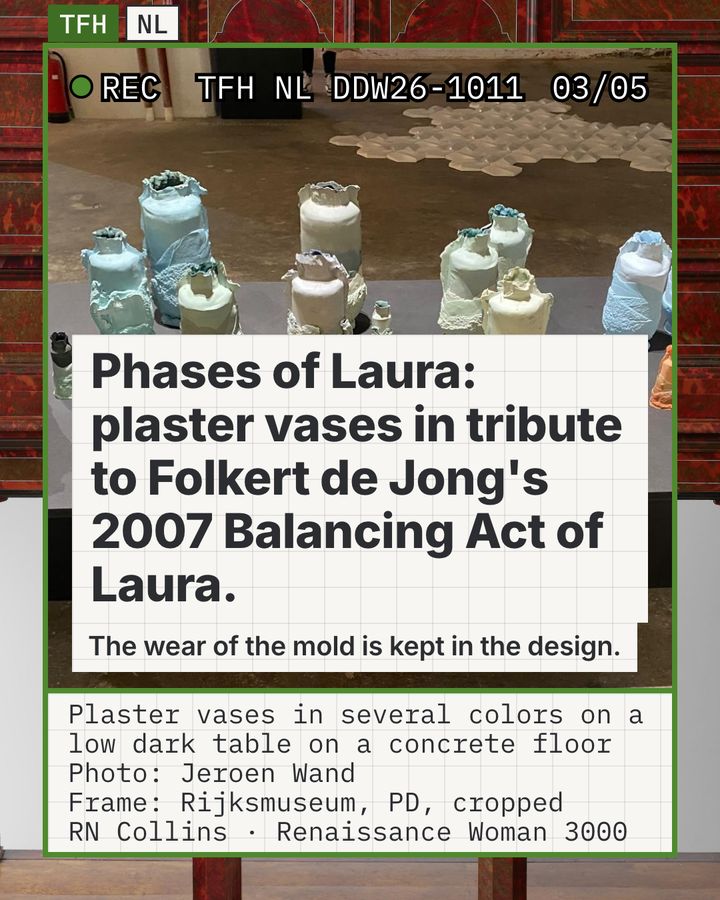 TFH NL
REC TFH NL DDW26-1011 03/05
Phases of Laura:
plaster vases in tribute
to Folkert de Jong's
2007 Balancing Act of
Laura.
The wear of the mold is kept in the design.
Plaster vases in several colors on a
low dark table on a concrete floor
Photo: Jeroen Wand
Frame: Rijksmuseum, PD, cropped
RN Collins · Renaissance Woman 3000